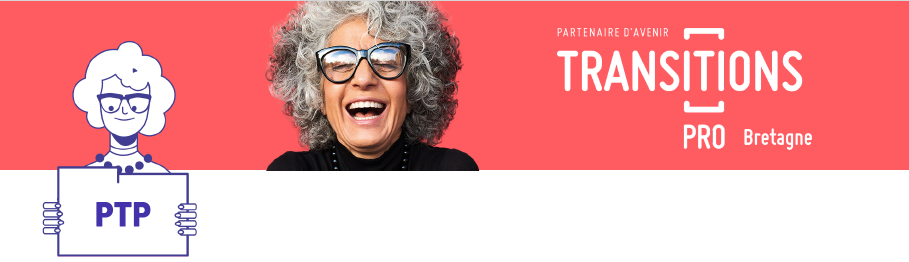 PARTENAIRE D'AVENIR
TRANSITIONS
PRO Bretagne
PTP